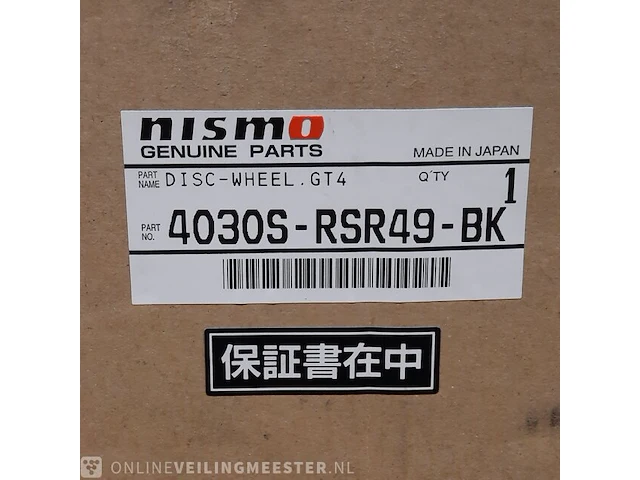 nismo
GENUINE PARTS
MADE IN JAPAN
PART NAME DISC-WHEEL.GT4 Q'TY 1
PART NO. 4030S-RSR49-BK
保証書在中
ONLINEVEILINGMEESTER.NL